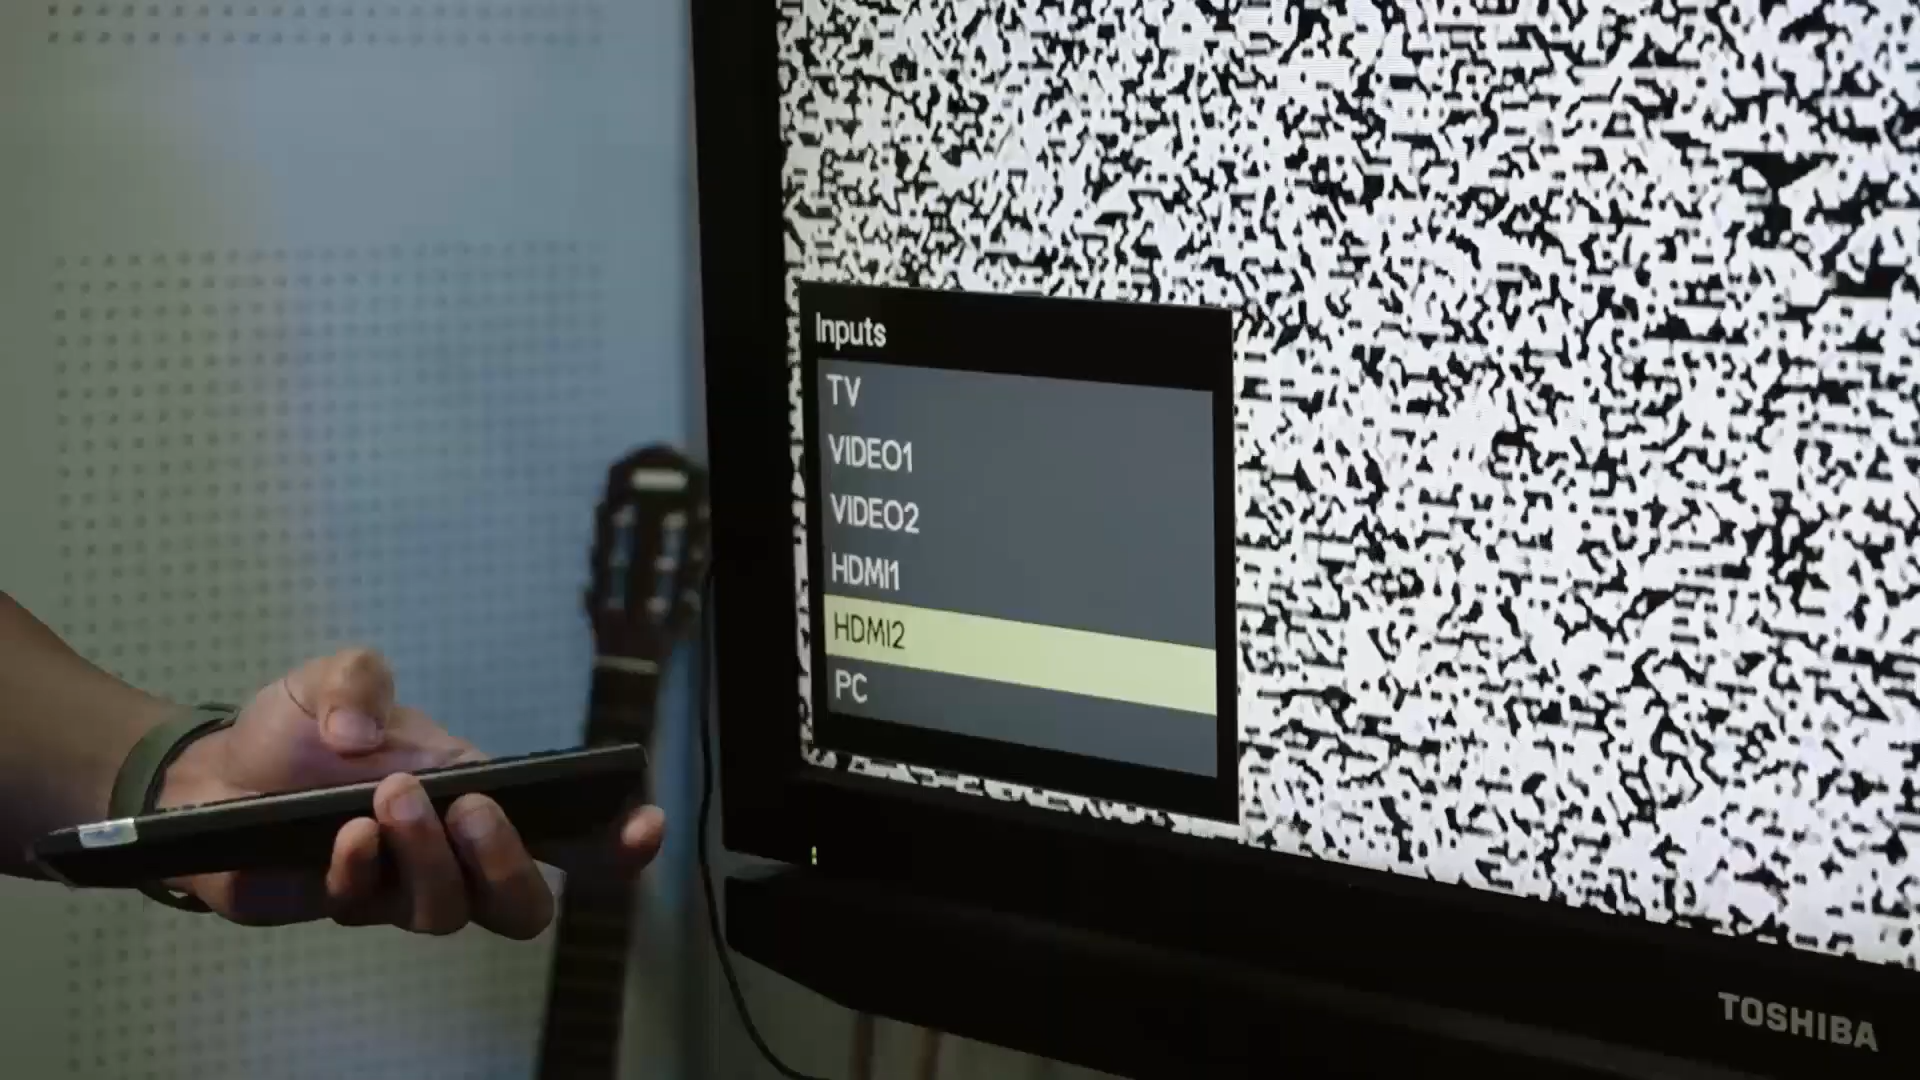 Inputs
TV
VIDEO1
VIDEO2
HDMI1
HDMI2
PC
TOSHIBA